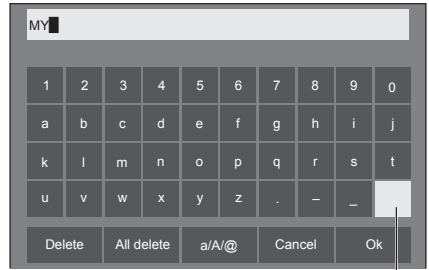 MY
1 2 3 4 5 6 7 8 9 0
a b c d e f g h i j
k l m n o p q r s t
u v w x y z . – _
Delete All delete a/A/@ Cancel Ok